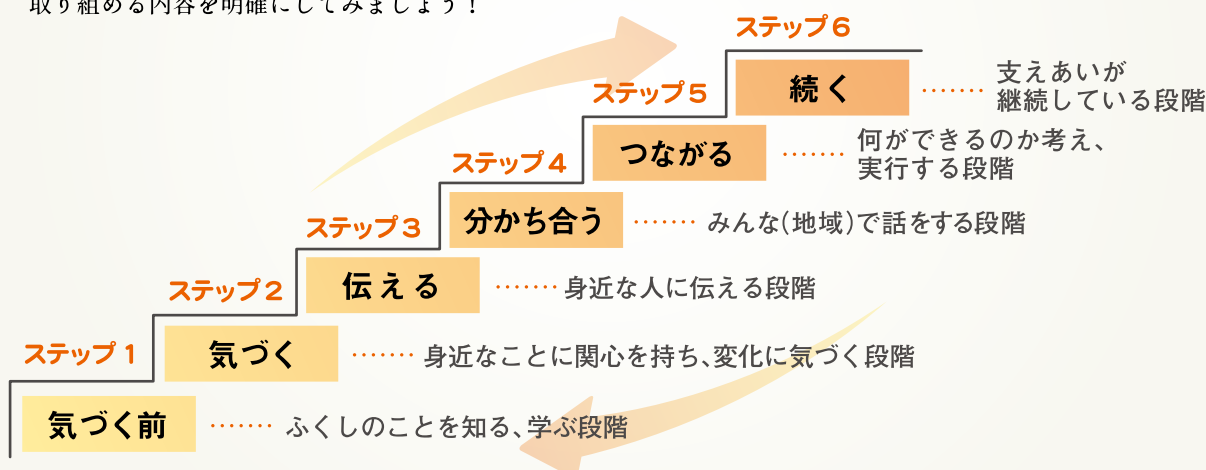 取り組める内容を明確にしてみましょう！
ステップ6
続く
支えあいが
継続している段階
ステップ5
つながる
何ができるのか考え、
実行する段階
ステップ4
分かち合う
みんな(地域)で話をする段階
ステップ3
伝える
身近な人に伝える段階
ステップ2
気づく
身近なことに関心を持ち、変化に気づく段階
ステップ1
気づく前
ふくしのことを知る、学ぶ段階